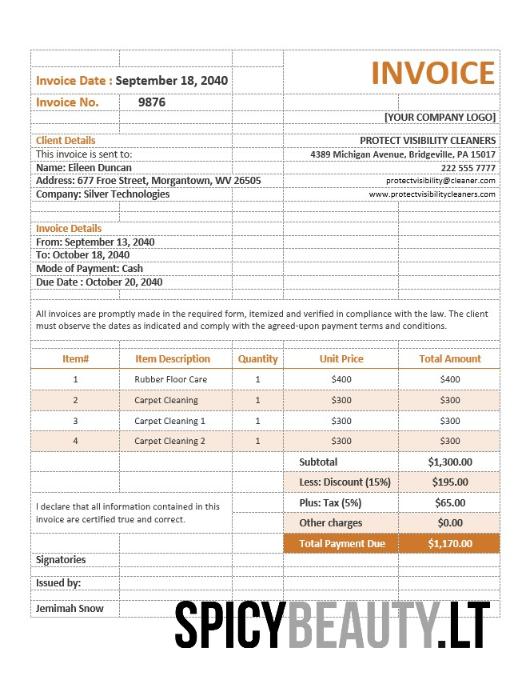 INVOICE
Invoice Date : September 18, 2040
Invoice No. 9876
[YOUR COMPANY LOGO]
Client Details PROTECT VISIBILITY CLEANERS
This invoice is sent to: 4389 Michigan Avenue, Bridgeville, PA 15017
Name: Eileen Duncan 222 555 7777
Address: 677 Froe Street, Morgantown, WV 26505 protectvisibility@cleaner.com
Company: Silver Technologies www.protectvisibilitycleaners.com
Invoice Details
From: September 13, 2040
To: October 18, 2040
Mode of Payment: Cash
Due Date : October 20, 2040
All invoices are promptly made in the required form, itemized and verified in compliance with the law. The client
must observe the dates as indicated and comply with the agreed-upon payment terms and conditions.
Item# Item Description Quantity Unit Price Total Amount
1 Rubber Floor Care 1 $400 $400
2 Carpet Cleaning 1 $300 $300
3 Carpet Cleaning 1 1 $300 $300
4 Carpet Cleaning 2 1 $300 $300
Subtotal $1,300.00
Less: Discount (15%) $195.00
Plus: Tax (5%) $65.00
I declare that all information contained in this
invoice are certified true and correct.
Other charges $0.00
Total Payment Due $1,170.00
Signatories
Issued by:
Jemimah Snow
SPICYBEAUTY.LT